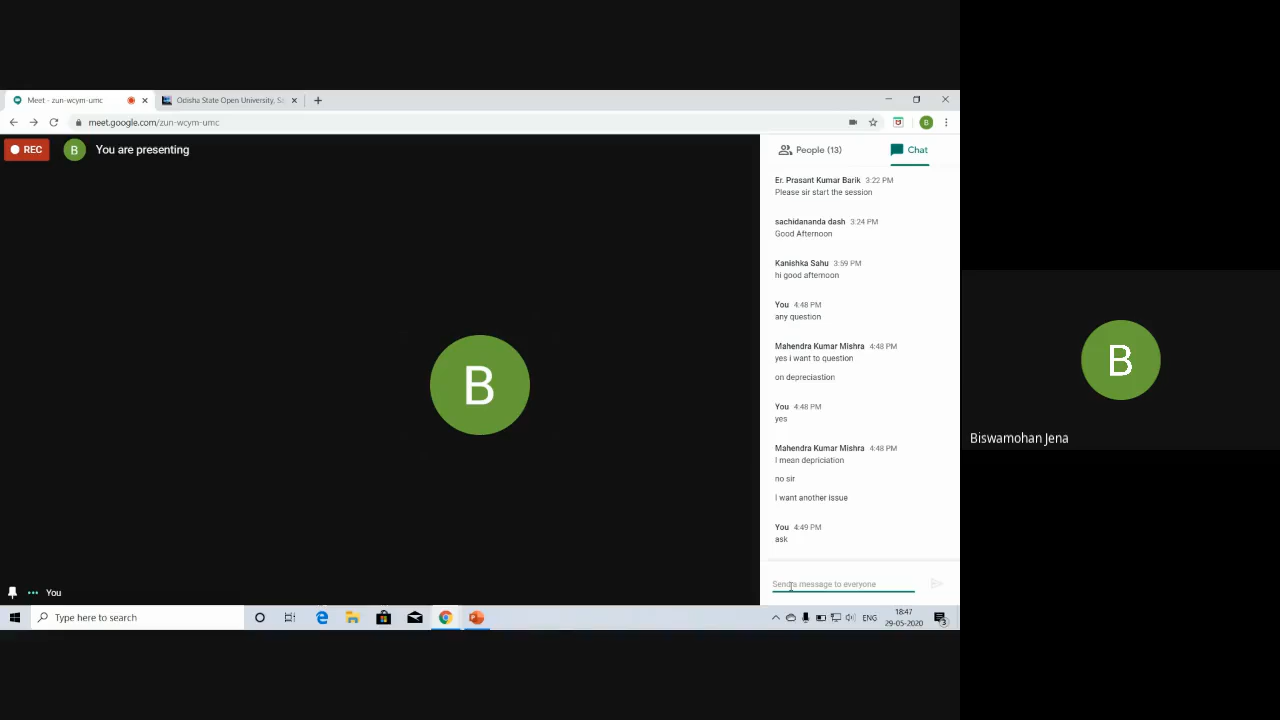 Meet - zun-wcym-umc
Odisha State Open University, Sa
meet.google.com/zun-wcym-umc
B
REC
B
You are presenting
People (13)
Chat
Er. Prasant Kumar Barik 3:22 PM
Please sir start the session
sachidananda dash 3:24 PM
Good Afternoon
Kanishka Sahu 3:59 PM
hi good afternoon
You 4:48 PM
any question
Mahendra Kumar Mishra 4:48 PM
yes i want to question
on depreciastion
You 4:48 PM
yes
Mahendra Kumar Mishra 4:48 PM
I mean depriciation
no sir
I want another issue
You 4:49 PM
ask
Send a message to everyone
B
You
B
Biswamohan Jena
Type here to search
ENG
18:47
29-05-2020
3